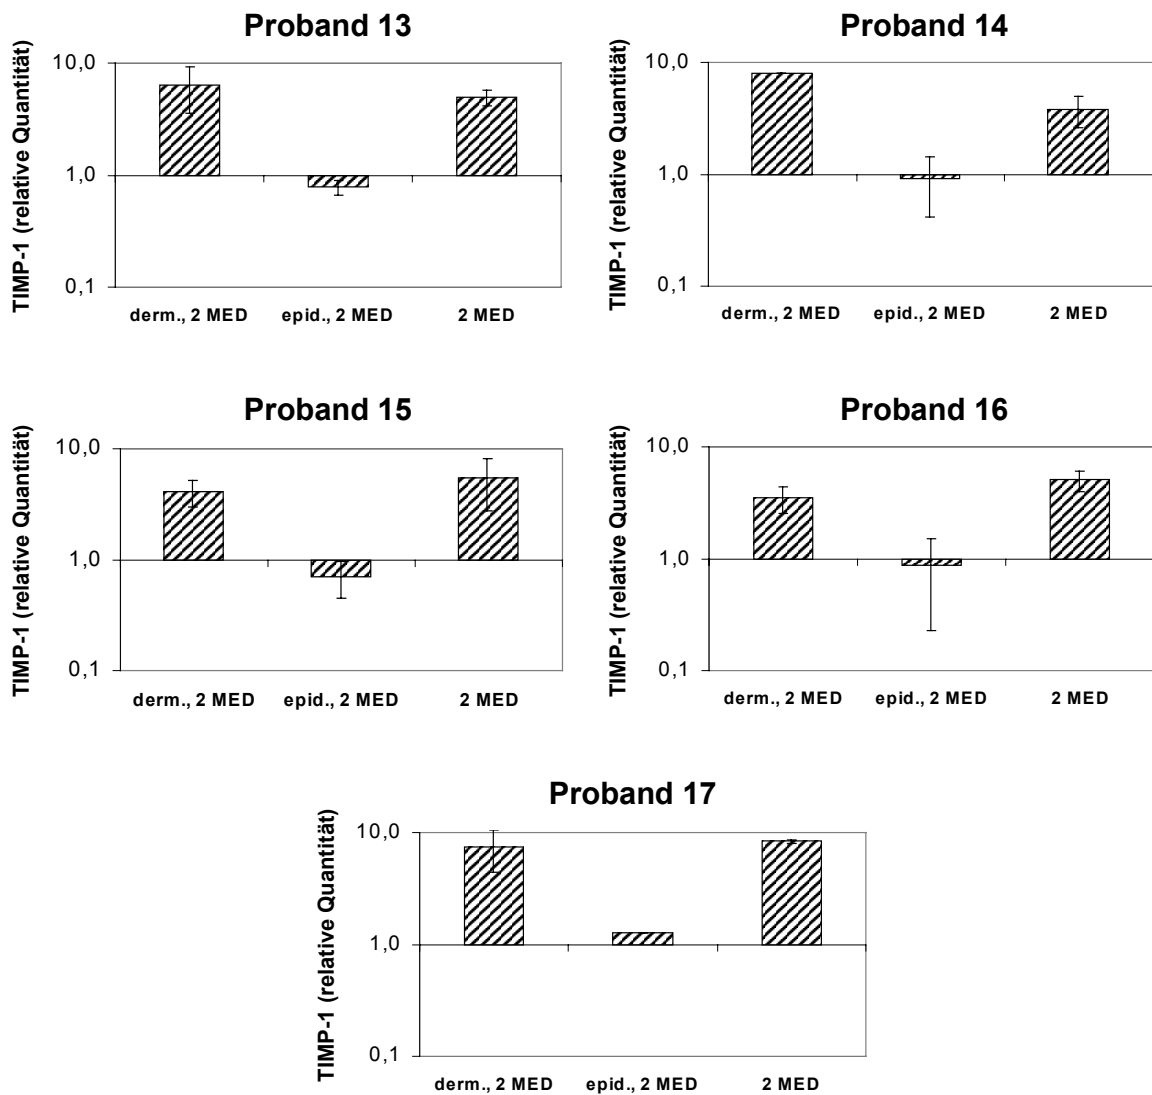 Proband 13
TIMP-1 (relative Quantität)
10,0
1,0
0,1
derm., 2 MED epid., 2 MED 2 MED
Proband 14
TIMP-1 (relative Quantität)
10,0
1,0
0,1
derm., 2 MED epid., 2 MED 2 MED
Proband 15
TIMP-1 (relative Quantität)
10,0
1,0
0,1
derm., 2 MED epid., 2 MED 2 MED
Proband 16
TIMP-1 (relative Quantität)
10,0
1,0
0,1
derm., 2 MED epid., 2 MED 2 MED
Proband 17
TIMP-1 (relative Quantität)
10,0
1,0
0,1
derm., 2 MED epid., 2 MED 2 MED